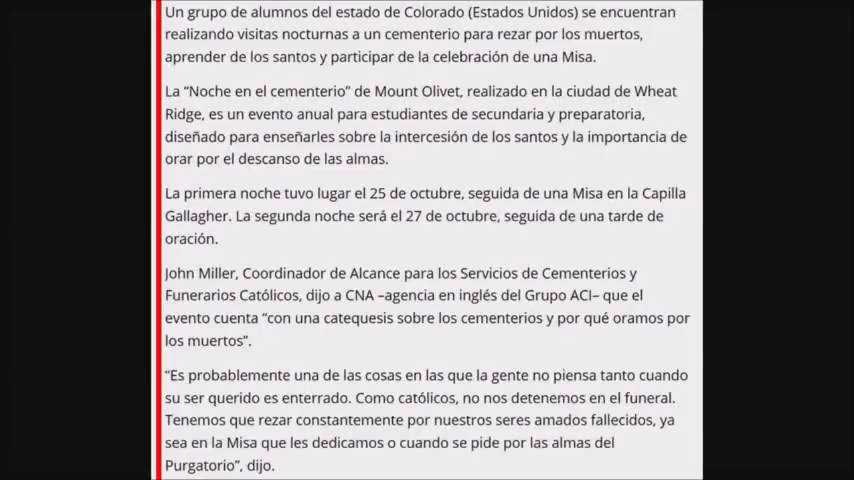 Un grupo de alumnos del estado de Colorado (Estados Unidos) se encuentran
realizando visitas nocturnas a un cementerio para rezar por los muertos,
aprender de los santos y participar de la celebración de una Misa.
La “Noche en el cementerio” de Mount Olivet, realizado en la ciudad de Wheat
Ridge, es un evento anual para estudiantes de secundaria y preparatoria,
diseñado para enseñarles sobre la intercesión de los santos y la importancia de
orar por el descanso de las almas.
La primera noche tuvo lugar el 25 de octubre, seguida de una Misa en la Capilla
Gallagher. La segunda noche será el 27 de octubre, seguida de una tarde de
oración.
John Miller, Coordinador de Alcance para los Servicios de Cementerios y
Funerarios Católicos, dijo a CNA –agencia en inglés del Grupo ACI– que el
evento cuenta “con una catequesis sobre los cementerios y por qué oramos por
los muertos”.
“Es probablemente una de las cosas en las que la gente no piensa tanto cuando
su ser querido es enterrado. Como católicos, no nos detenemos en el funeral.
Tenemos que rezar constantemente por nuestros seres amados fallecidos, ya
sea en la Misa que les dedicamos o cuando se pide por las almas del
Purgatorio”, dijo.